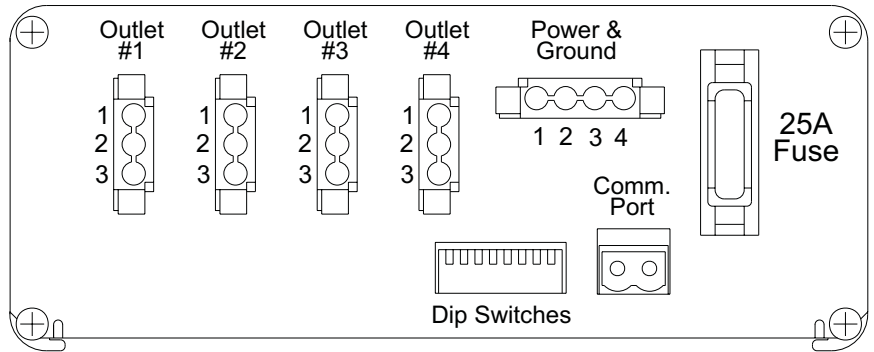 Outlet
#1
Outlet
#2
Outlet
#3
Outlet
#4
Power &
Ground
1
2
3
1
2
3
1
2
3
1
2
3
1 2 3 4
25A
Fuse
Comm.
Port
Dip Switches